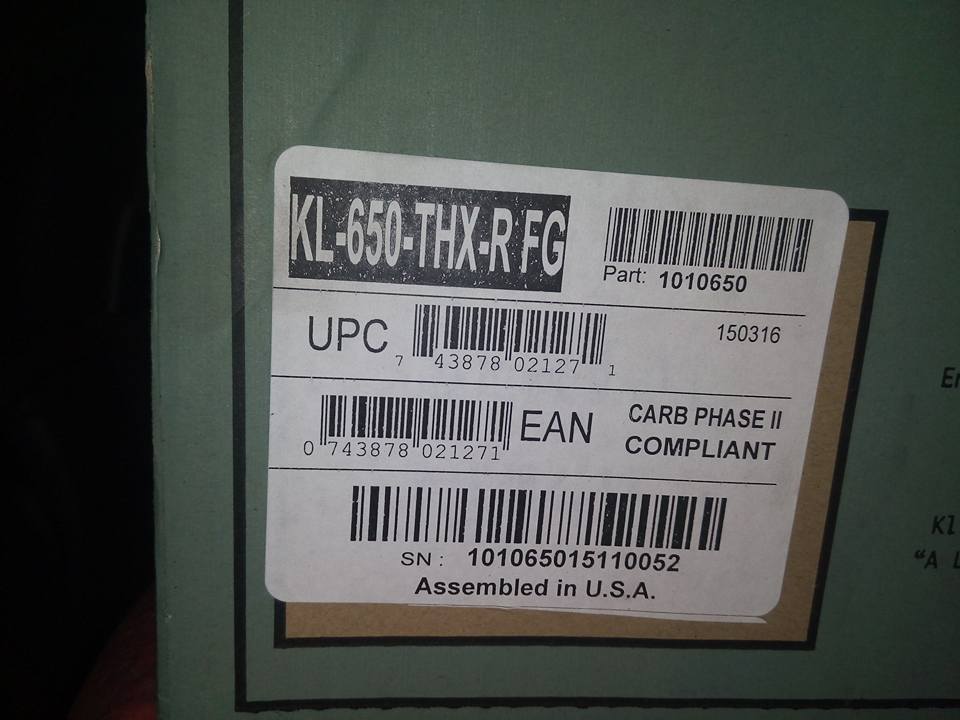 KL-650-THX-R FG
Part: 1010650
UPC
7 43878 02127 1
150316
0 743878 021271
EAN
CARB PHASE II
COMPLIANT
SN: 101065015110052
Assembled in U.S.A.
Kl
"A